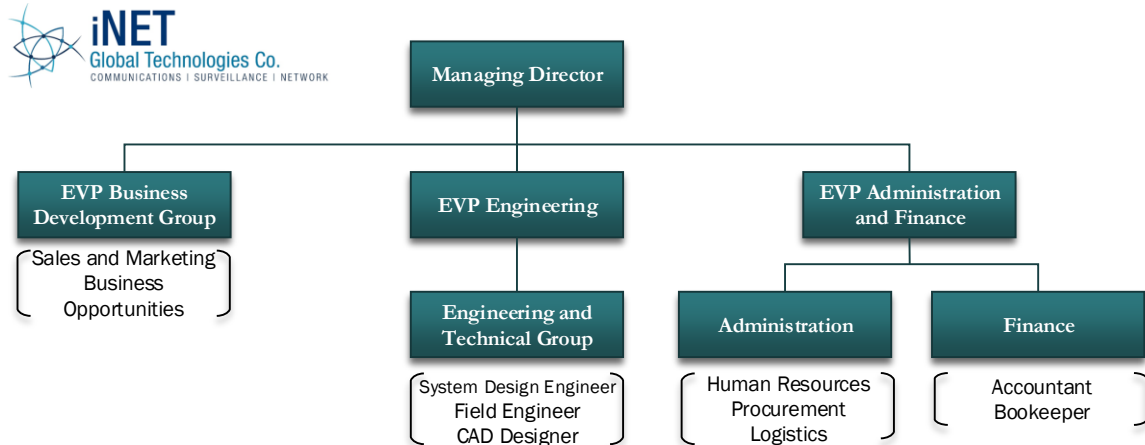 iNET
Global Technologies Co.
COMMUNICATIONS | SURVEILLANCE | NETWORK
Managing Director
EVP Business
Development Group
Sales and Marketing
Business
Opportunities
EVP Engineering
Engineering and
Technical Group
System Design Engineer
Field Engineer
CAD Designer
EVP Administration
and Finance
Administration
Human Resources
Procurement
Logistics
Finance
Accountant
Bookeeper